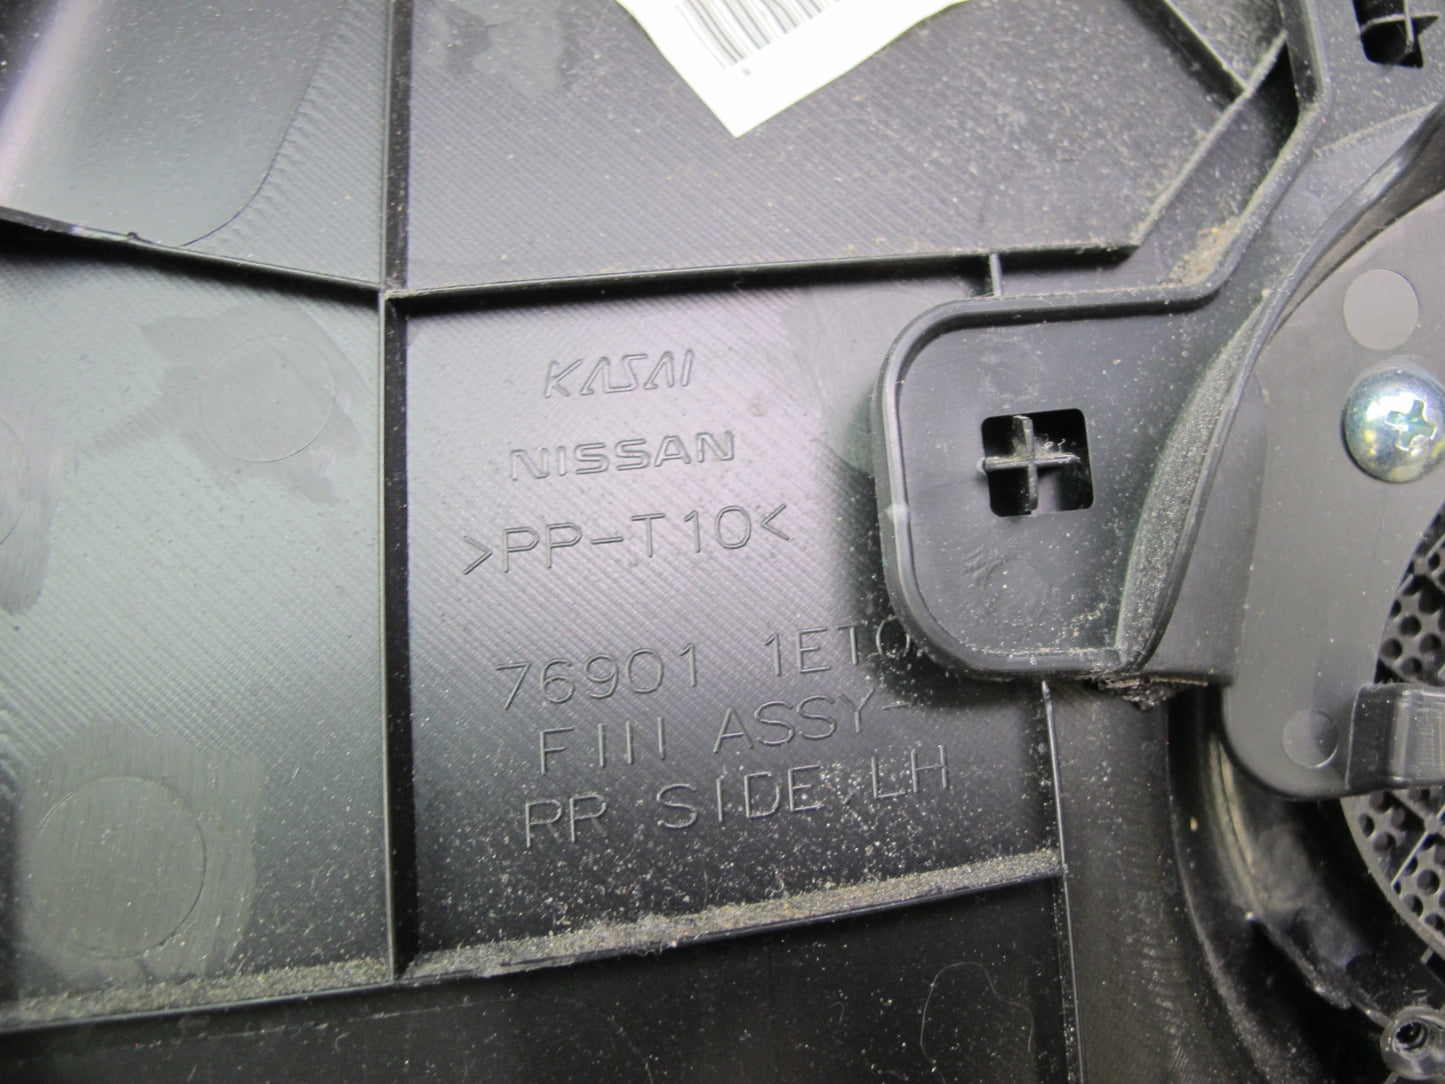 KASAI
NISSAN
>PP-T10<
76901 1ET0
FIN ASSY-
RR SIDE,LH